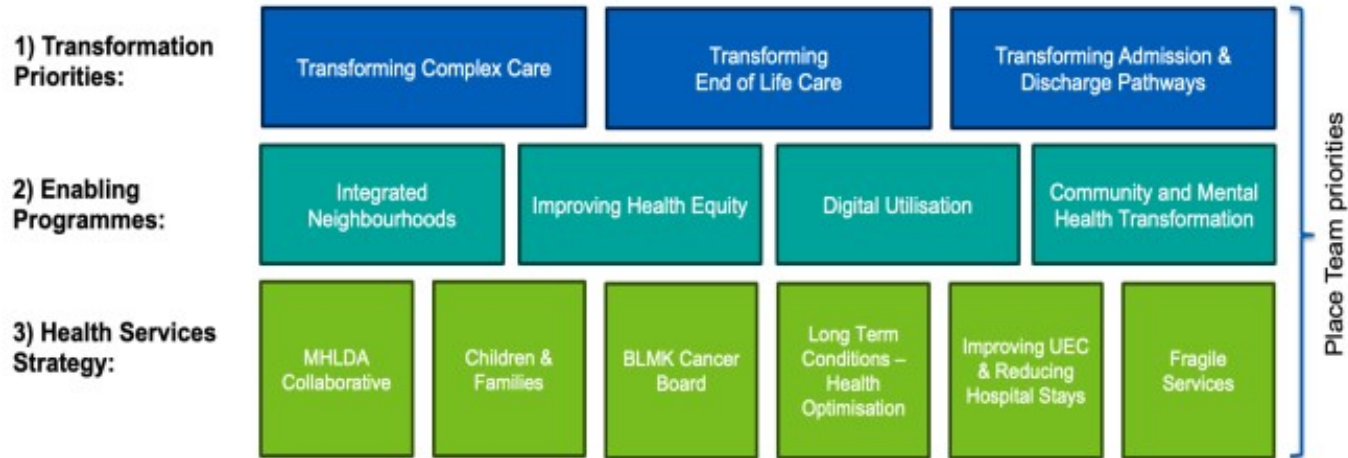 1) Transformation
Priorities:
Transforming Complex Care
Transforming
End of Life Care
Transforming Admission &
Discharge Pathways
2) Enabling
Programmes:
Integrated
Neighbourhoods
Improving Health Equity
Digital Utilisation
Community and Mental
Health Transformation
3) Health Services
Strategy:
MHLDA
Collaborative
Children &
Families
BLMK Cancer
Board
Long Term
Conditions –
Health
Optimisation
Improving UEC
& Reducing
Hospital Stays
Fragile
Services
Place Team priorities